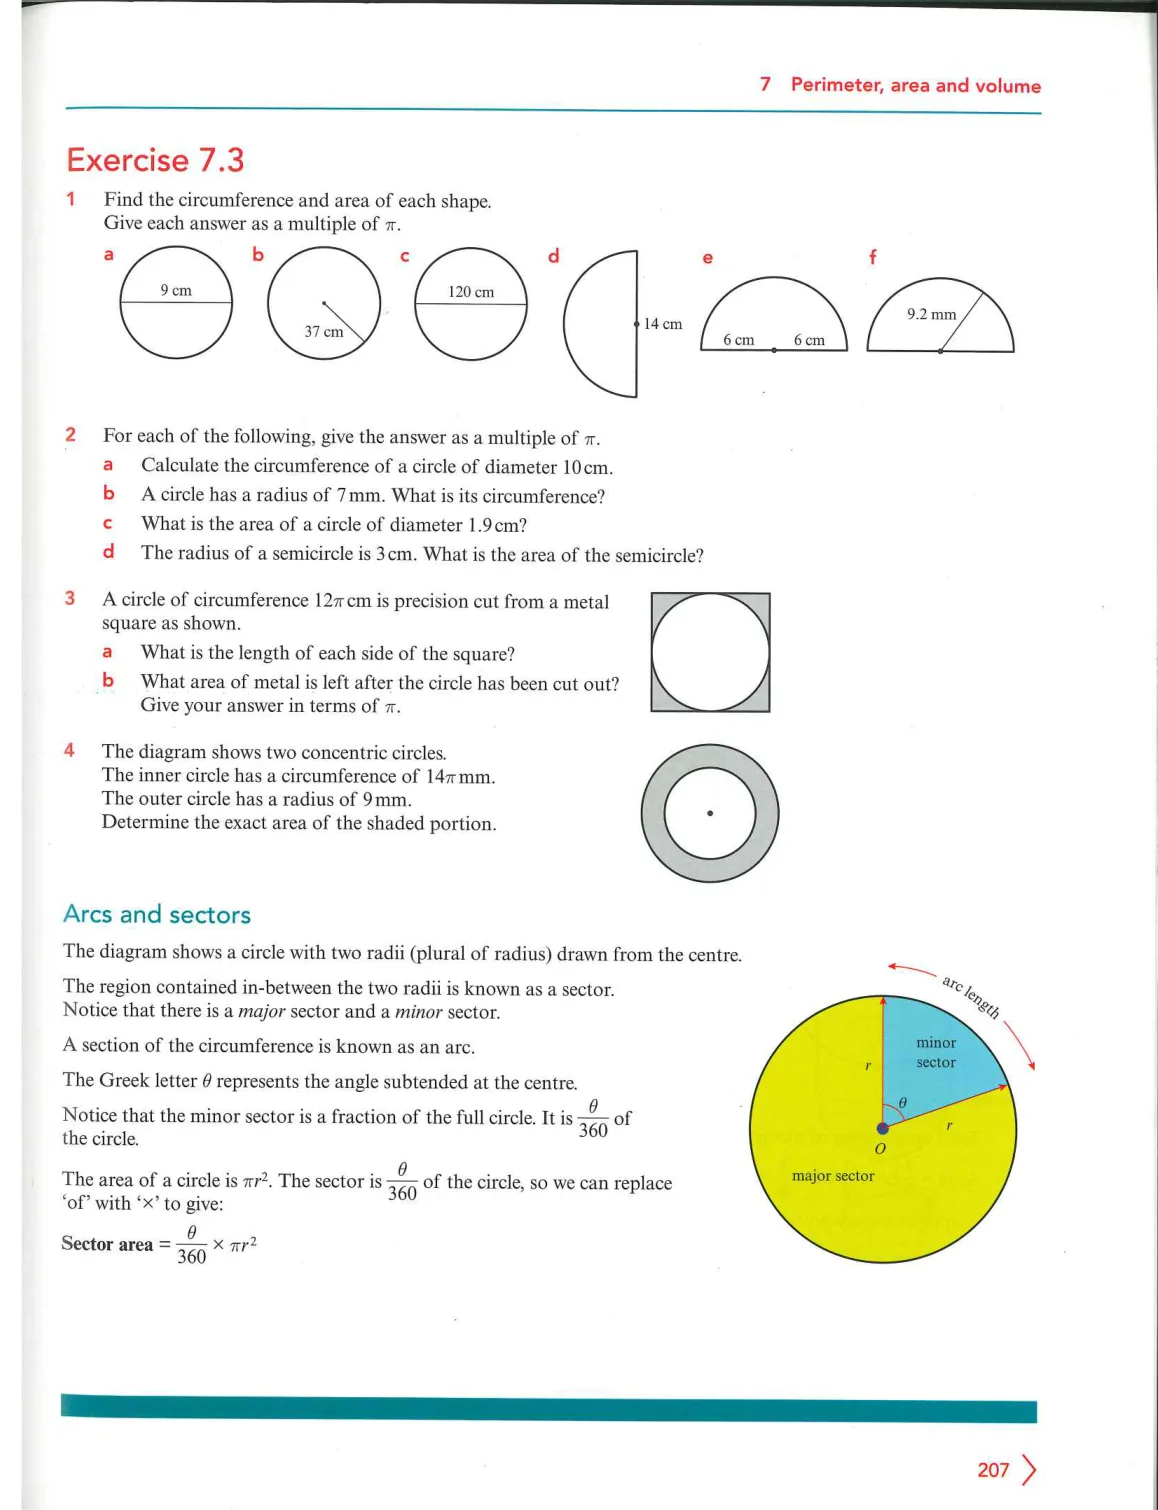 7 Perimeter, area and volume
Exercise 7.3
1 Find the circumference and area of each shape.
Give each answer as a multiple of π.
a 9 cm
b 37 cm
c 120 cm
d 14 cm
e 6 cm 6 cm
f 9.2 mm
2 For each of the following, give the answer as a multiple of π.
a Calculate the circumference of a circle of diameter 10 cm.
b A circle has a radius of 7 mm. What is its circumference?
c What is the area of a circle of diameter 1.9 cm?
d The radius of a semicircle is 3 cm. What is the area of the semicircle?
3 A circle of circumference 12π cm is precision cut from a metal
square as shown.
a What is the length of each side of the square?
b What area of metal is left after the circle has been cut out?
Give your answer in terms of π.
4 The diagram shows two concentric circles.
The inner circle has a circumference of 14π mm.
The outer circle has a radius of 9 mm.
Determine the exact area of the shaded portion.
Arcs and sectors
The diagram shows a circle with two radii (plural of radius) drawn from the centre.
The region contained in-between the two radii is known as a sector.
Notice that there is a major sector and a minor sector.
A section of the circumference is known as an arc.
The Greek letter θ represents the angle subtended at the centre.
Notice that the minor sector is a fraction of the full circle. It is θ/360 of
the circle.
The area of a circle is πr². The sector is θ/360 of the circle, so we can replace
‘of’ with ‘×’ to give:
Sector area = θ/360 × πr²
arc length
minor
sector
r
θ
r
O
major sector
207